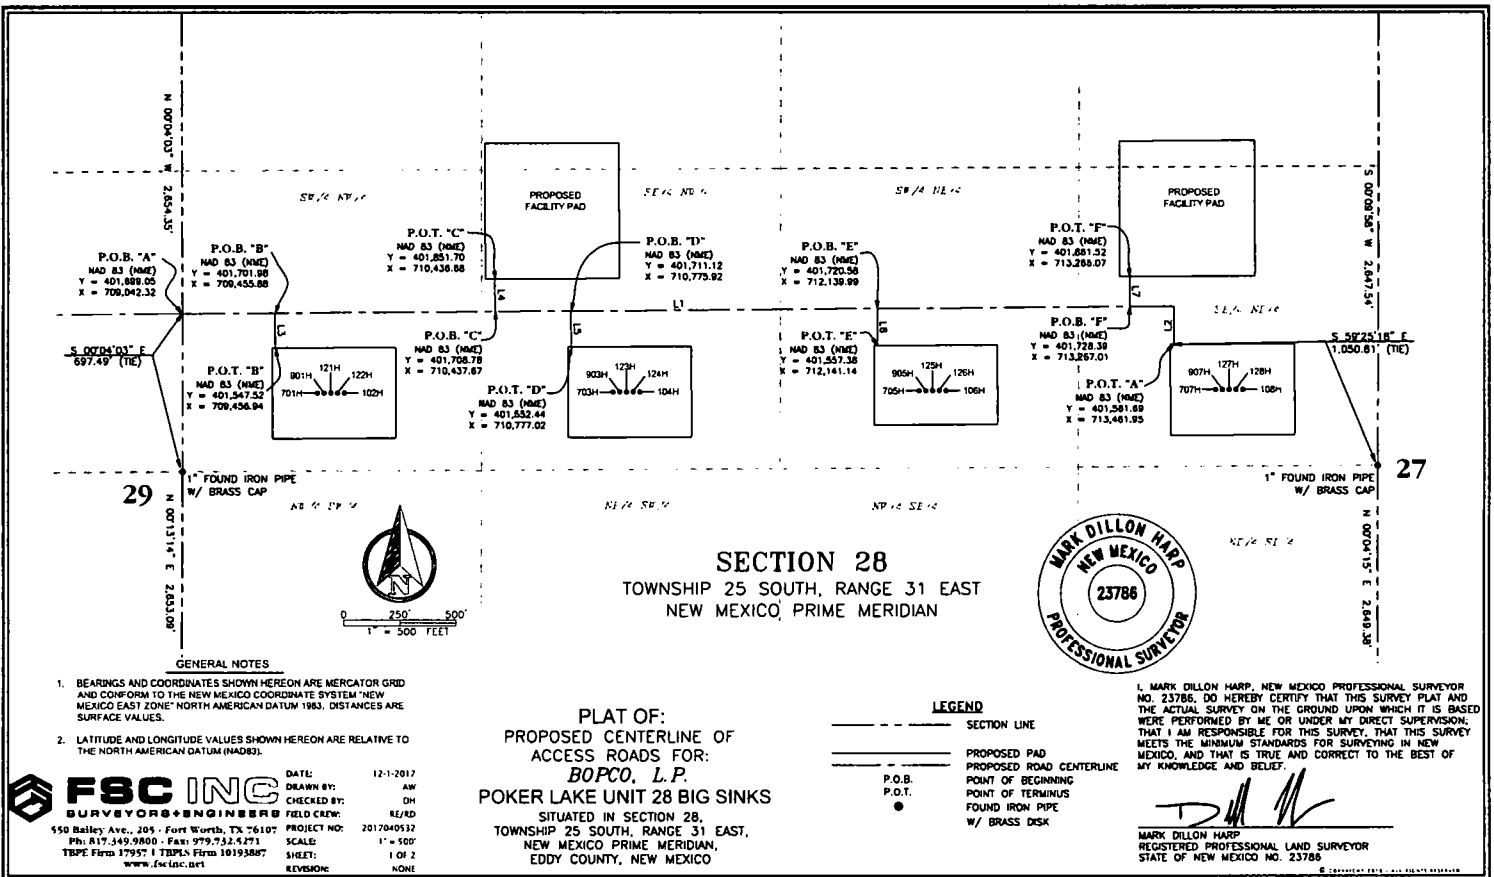 N 00°04'03" W 2,654.35'
SW/4 NW/4
PROPOSED
FACILITY PAD
SE/4 NW/4
SW/4 NE/4
PROPOSED
FACILITY PAD
SE/4 NE/4
S 00°09'58" W 2,647.54'
P.O.B. "A"
NAD 83 (NME)
Y = 401,699.05
X = 709,042.32
P.O.B. "B"
NAD 83 (NME)
Y = 401,701.98
X = 709,455.88
P.O.T. "C"
NAD 83 (NME)
Y = 401,851.70
X = 710,436.88
P.O.B. "D"
NAD 83 (NME)
Y = 401,711.12
X = 710,775.92
P.O.B. "E"
NAD 83 (NME)
Y = 401,720.58
X = 712,139.99
P.O.T. "F"
NAD 83 (NME)
Y = 401,881.52
X = 713,266.07
L4
L1
L7
L3
L5
L6
S 00°04'03" E
697.49' (TIE)
P.O.T. "B"
NAD 83 (NME)
Y = 401,547.52
X = 709,456.94
P.O.B. "C"
NAD 83 (NME)
Y = 401,708.78
X = 710,437.87
P.O.T. "D"
NAD 83 (NME)
Y = 401,552.44
X = 710,777.02
P.O.T. "E"
NAD 83 (NME)
Y = 401,557.38
X = 712,141.14
P.O.B. "F"
NAD 83 (NME)
Y = 401,728.39
X = 713,267.01
P.O.T. "A"
NAD 83 (NME)
Y = 401,561.89
X = 713,461.95
S 59°25'18" E
1,050.81' (TIE)
901H 121H 122H
701H 102H
903H 123H 124H
703H 104H
905H 125H 126H
705H 106H
907H 127H 128H
707H 108H
29
1" FOUND IRON PIPE
W/ BRASS CAP
1" FOUND IRON PIPE
W/ BRASS CAP
27
N 00°13'14" E 2,653.09'
NE/4 SW/4
NW/4 SE/4
NE/4 SE/4
N 00°04'15" E 2,649.38'
N
0 250' 500'
1" = 500 FEET
SECTION 28
TOWNSHIP 25 SOUTH, RANGE 31 EAST
NEW MEXICO PRIME MERIDIAN
MARK DILLON HARP
NEW MEXICO
23786
PROFESSIONAL SURVEYOR
GENERAL NOTES
1. BEARINGS AND COORDINATES SHOWN HEREON ARE MERCATOR GRID
AND CONFORM TO THE NEW MEXICO COORDINATE SYSTEM "NEW
MEXICO EAST ZONE" NORTH AMERICAN DATUM 1983. DISTANCES ARE
SURFACE VALUES.
2. LATITUDE AND LONGITUDE VALUES SHOWN HEREON ARE RELATIVE TO
THE NORTH AMERICAN DATUM (NAD83).
FSC INC
SURVEYORS+ENGINEERS
550 Bailey Ave., 205 - Fort Worth, TX 76107
Ph: 817.349.9800 - Fax: 979.732.5271
TBPE Firm 17957 | TBPLS Firm 10193887
www.fscinc.net
DATE: 12-1-2017
DRAWN BY: AW
CHECKED BY: DH
FIELD CREW: RE/RD
PROJECT NO: 2017040532
SCALE: 1" = 500'
SHEET: 1 OF 2
REVISION: NONE
PLAT OF:
PROPOSED CENTERLINE OF
ACCESS ROADS FOR:
BOPCO, L.P.
POKER LAKE UNIT 28 BIG SINKS
SITUATED IN SECTION 28,
TOWNSHIP 25 SOUTH, RANGE 31 EAST,
NEW MEXICO PRIME MERIDIAN,
EDDY COUNTY, NEW MEXICO
LEGEND
SECTION LINE
PROPOSED PAD
PROPOSED ROAD CENTERLINE
P.O.B. POINT OF BEGINNING
P.O.T. POINT OF TERMINUS
FOUND IRON PIPE
W/ BRASS DISK
I, MARK DILLON HARP, NEW MEXICO PROFESSIONAL SURVEYOR
NO. 23786, DO HEREBY CERTIFY THAT THIS SURVEY PLAT AND
THE ACTUAL SURVEY ON THE GROUND UPON WHICH IT IS BASED
WERE PERFORMED BY ME OR UNDER MY DIRECT SUPERVISION;
THAT I AM RESPONSIBLE FOR THIS SURVEY, THAT THIS SURVEY
MEETS THE MINIMUM STANDARDS FOR SURVEYING IN NEW
MEXICO, AND THAT IS TRUE AND CORRECT TO THE BEST OF
MY KNOWLEDGE AND BELIEF.
MARK DILLON HARP
REGISTERED PROFESSIONAL LAND SURVEYOR
STATE OF NEW MEXICO NO. 23786